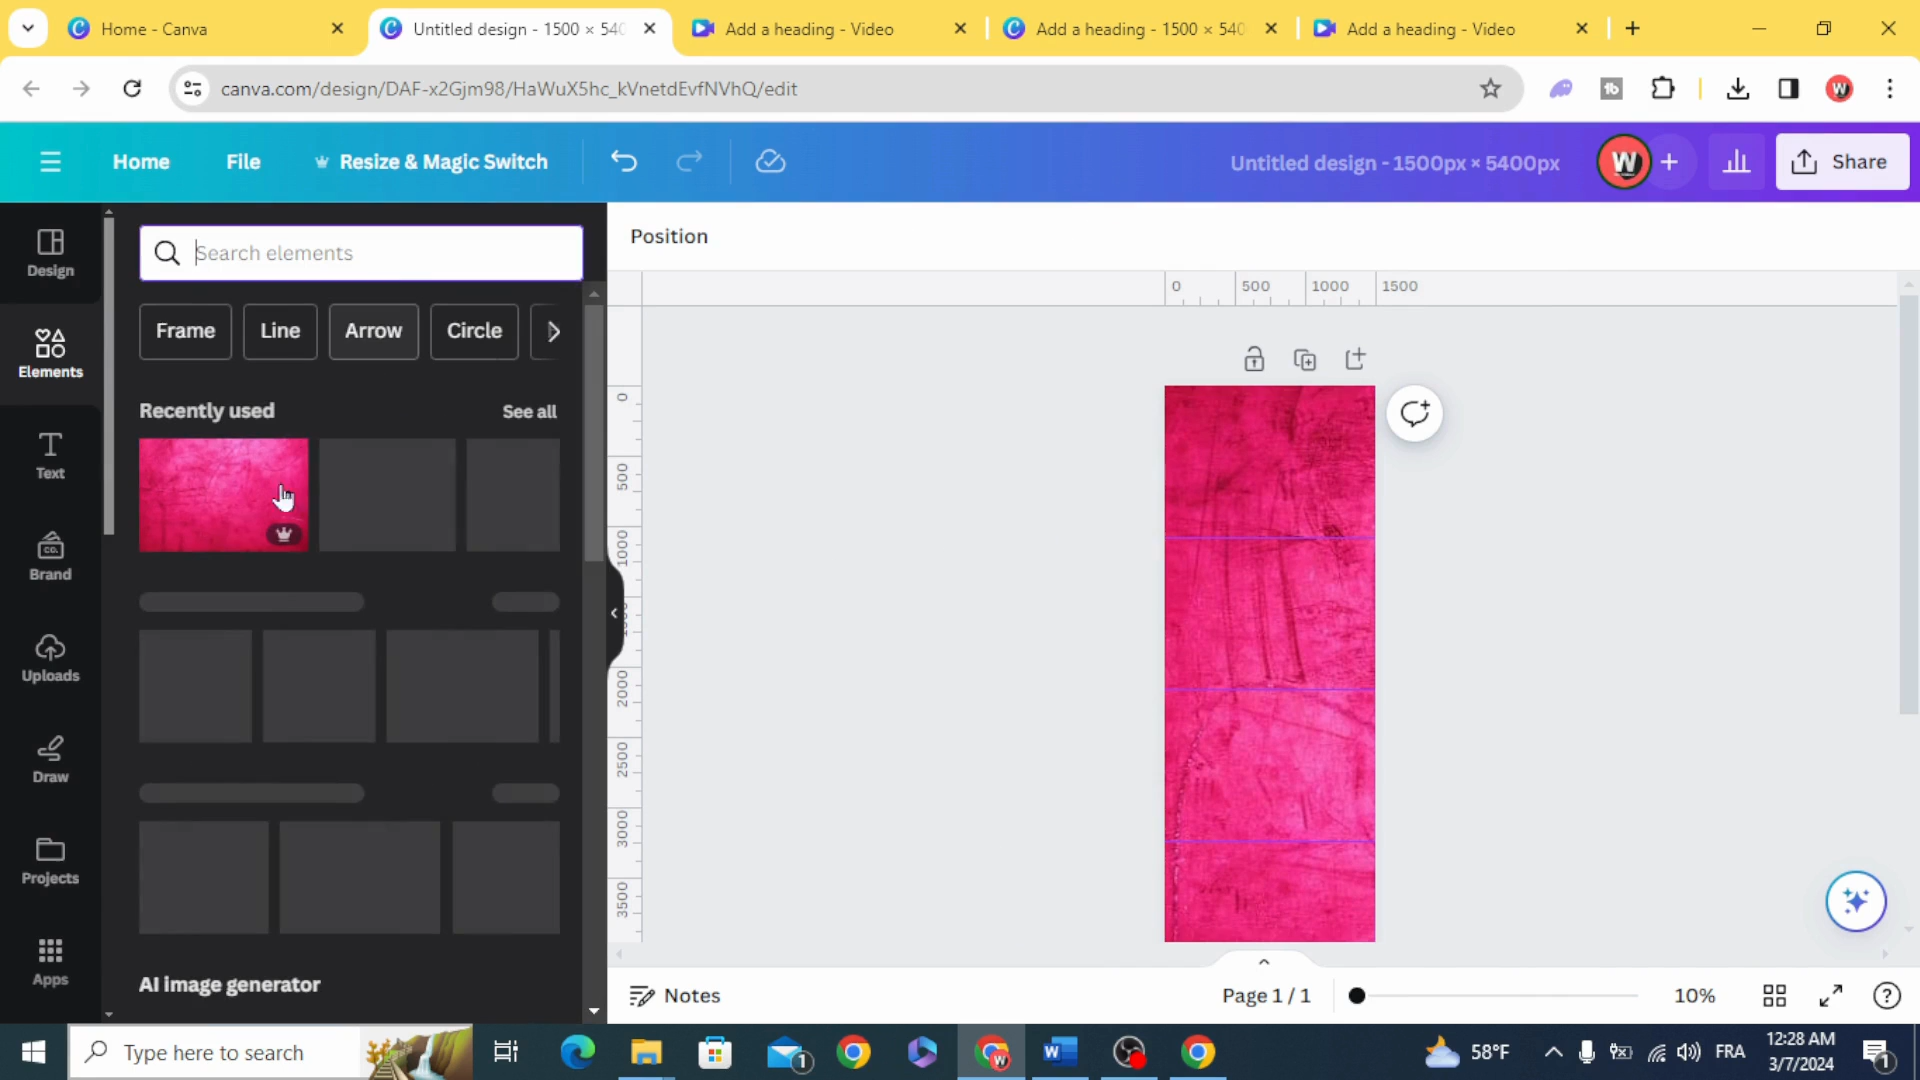 Home - Canva
Untitled design - 1500 × 540
Add a heading - Video
Add a heading - 1500 × 540
Add a heading - Video
canva.com/design/DAF-x2Gjm98/HaWuX5hc_kVnetdEvfNVhQ/edit
Home
File
Resize & Magic Switch
Untitled design - 1500px × 5400px
Share
Design
Elements
Text
Brand
Uploads
Draw
Projects
Apps
Search elements
Frame
Line
Arrow
Circle
Recently used
See all
AI image generator
Position
0
500
1000
1500
0
500
1000
2000
2500
3000
3500
Notes
Page 1 / 1
10%
Type here to search
1
58°F
FRA
12:28 AM
3/7/2024
1